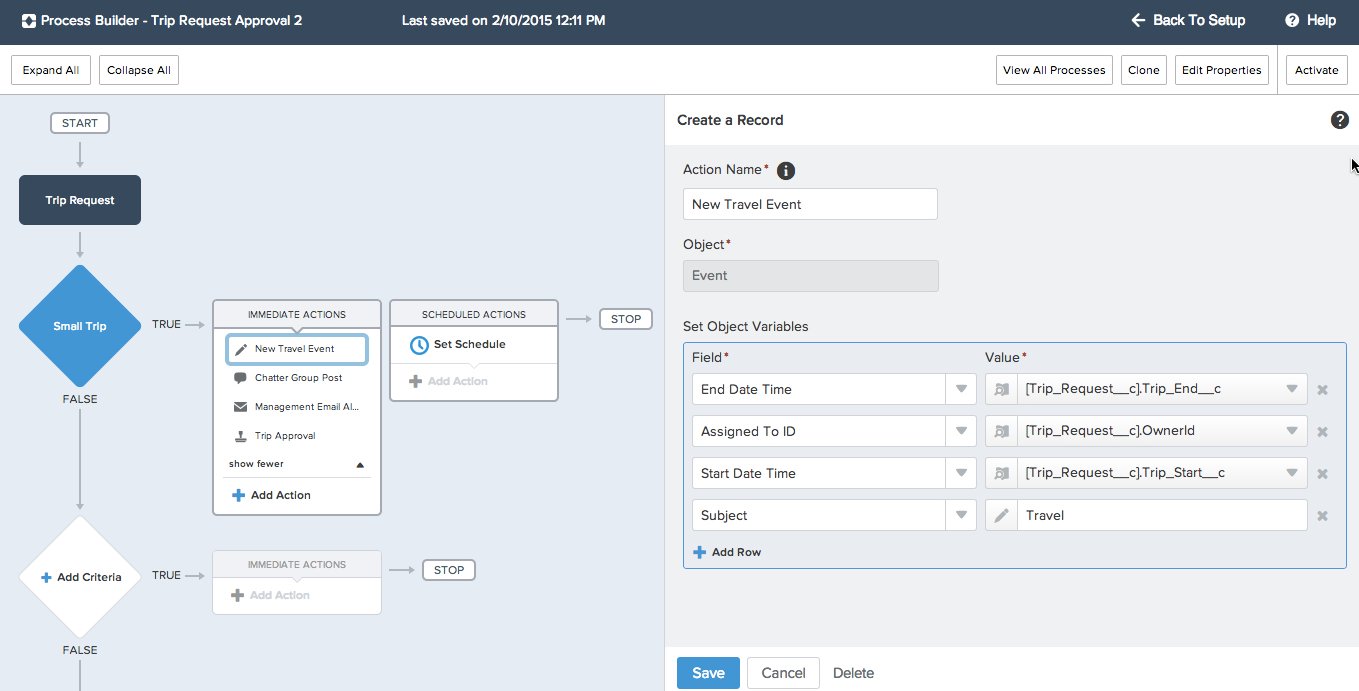 Process Builder - Trip Request Approval 2
Last saved on 2/10/2015 12:11 PM
Back To Setup
Help
Expand All
Collapse All
View All Processes
Clone
Edit Properties
Activate
START
Trip Request
Small Trip
TRUE
IMMEDIATE ACTIONS
New Travel Event
Chatter Group Post
Management Email Al...
Trip Approval
show fewer
Add Action
SCHEDULED ACTIONS
Set Schedule
Add Action
STOP
FALSE
Add Criteria
TRUE
IMMEDIATE ACTIONS
Add Action
STOP
FALSE
Create a Record
Action Name*
New Travel Event
Object*
Event
Set Object Variables
Field* Value*
End Date Time [Trip_Request__c].Trip_End__c
Assigned To ID [Trip_Request__c].OwnerId
Start Date Time [Trip_Request__c].Trip_Start__c
Subject Travel
Add Row
Save Cancel Delete